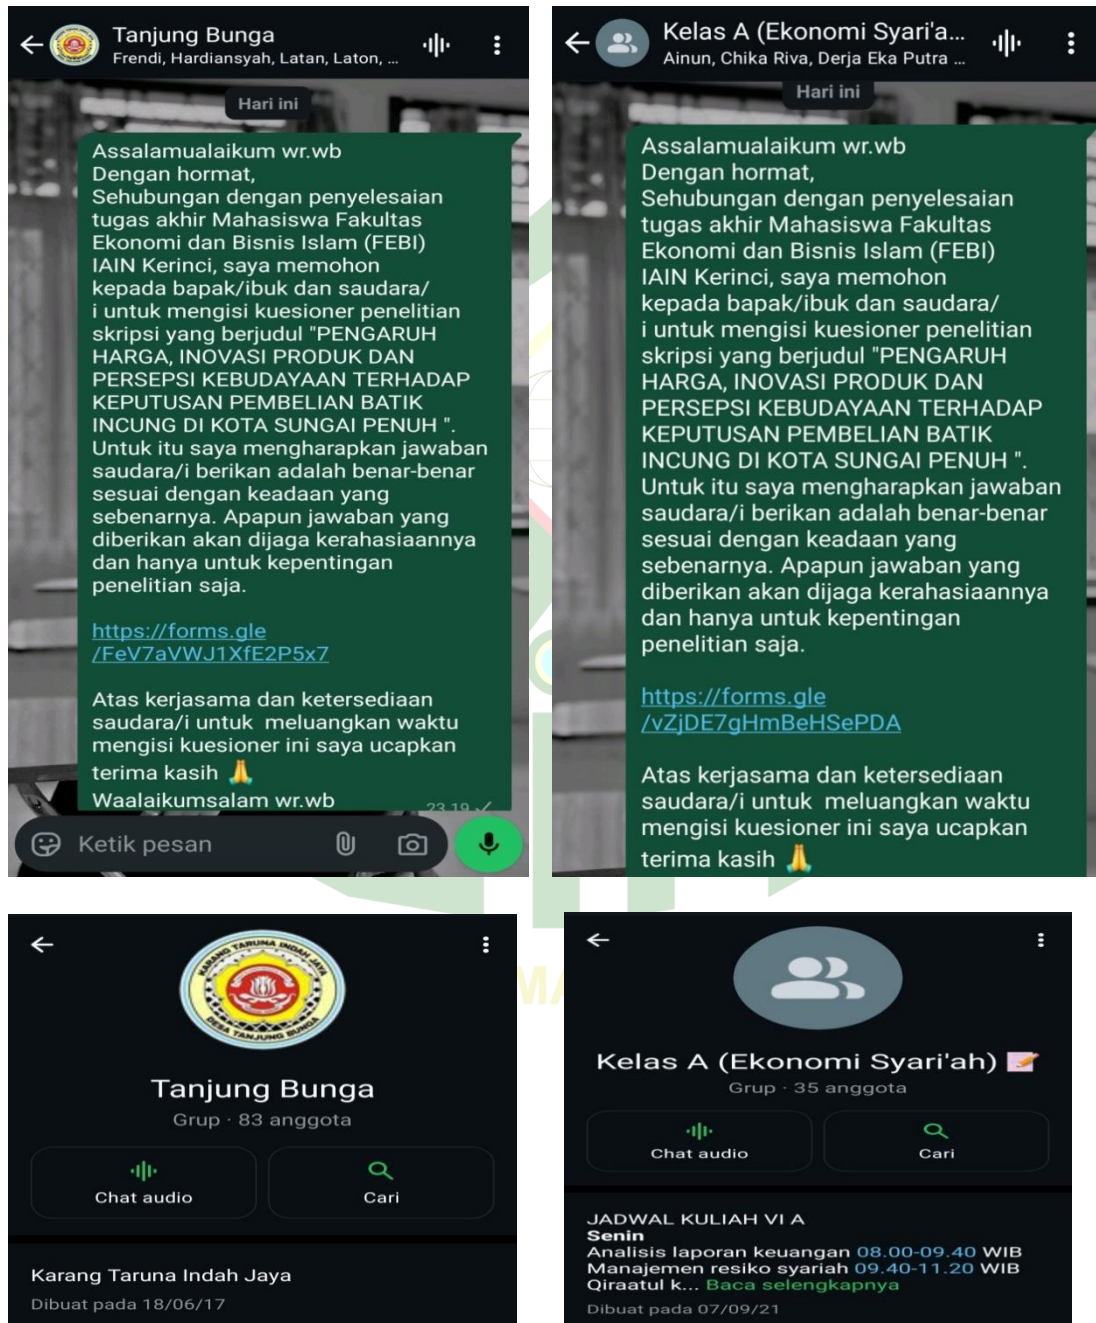 Tanjung Bunga
Frendi, Hardiansyah, Latan, Laton, ...
Hari ini
Assalamualaikum wr.wb
Dengan hormat,
Sehubungan dengan penyelesaian
tugas akhir Mahasiswa Fakultas
Ekonomi dan Bisnis Islam (FEBI)
IAIN Kerinci, saya memohon
kepada bapak/ibuk dan saudara/
i untuk mengisi kuesioner penelitian
skripsi yang berjudul "PENGARUH
HARGA, INOVASI PRODUK DAN
PERSEPSI KEBUDAYAAN TERHADAP
KEPUTUSAN PEMBELIAN BATIK
INCUNG DI KOTA SUNGAI PENUH ".
Untuk itu saya mengharapkan jawaban
saudara/i berikan adalah benar-benar
sesuai dengan keadaan yang
sebenarnya. Apapun jawaban yang
diberikan akan dijaga kerahasiaannya
dan hanya untuk kepentingan
penelitian saja.
https://forms.gle
/FeV7aVWJ1XfE2P5x7
Atas kerjasama dan ketersediaan
saudara/i untuk  meluangkan waktu
mengisi kuesioner ini saya ucapkan
terima kasih 🙏
Waalaikumsalam wr.wb
23.19
Ketik pesan
Kelas A (Ekonomi Syari'a...
Ainun, Chika Riva, Derja Eka Putra ...
Hari ini
Assalamualaikum wr.wb
Dengan hormat,
Sehubungan dengan penyelesaian
tugas akhir Mahasiswa Fakultas
Ekonomi dan Bisnis Islam (FEBI)
IAIN Kerinci, saya memohon
kepada bapak/ibuk dan saudara/
i untuk mengisi kuesioner penelitian
skripsi yang berjudul "PENGARUH
HARGA, INOVASI PRODUK DAN
PERSEPSI KEBUDAYAAN TERHADAP
KEPUTUSAN PEMBELIAN BATIK
INCUNG DI KOTA SUNGAI PENUH ".
Untuk itu saya mengharapkan jawaban
saudara/i berikan adalah benar-benar
sesuai dengan keadaan yang
sebenarnya. Apapun jawaban yang
diberikan akan dijaga kerahasiaannya
dan hanya untuk kepentingan
penelitian saja.
https://forms.gle
/vZjDE7gHmBeHSePDA
Atas kerjasama dan ketersediaan
saudara/i untuk  meluangkan waktu
mengisi kuesioner ini saya ucapkan
terima kasih 🙏
KARANG TARUNA INDAH JAYA
DESA TANJUNG BUNGA
Tanjung Bunga
Grup · 83 anggota
Chat audio
Cari
Karang Taruna Indah Jaya
Dibuat pada 18/06/17
Kelas A (Ekonomi Syari'ah) 📝
Grup · 35 anggota
Chat audio
Cari
JADWAL KULIAH VI A
Senin
Analisis laporan keuangan 08.00-09.40 WIB
Manajemen resiko syariah 09.40-11.20 WIB
Qiraatul k... Baca selengkapnya
Dibuat pada 07/09/21